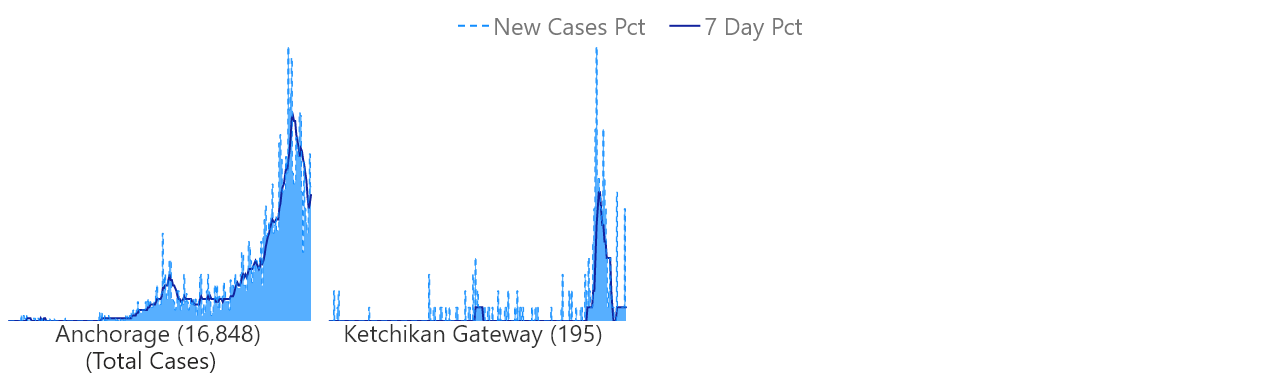 New Cases Pct 7 Day Pct
Anchorage (16,848) Ketchikan Gateway (195)
(Total Cases)